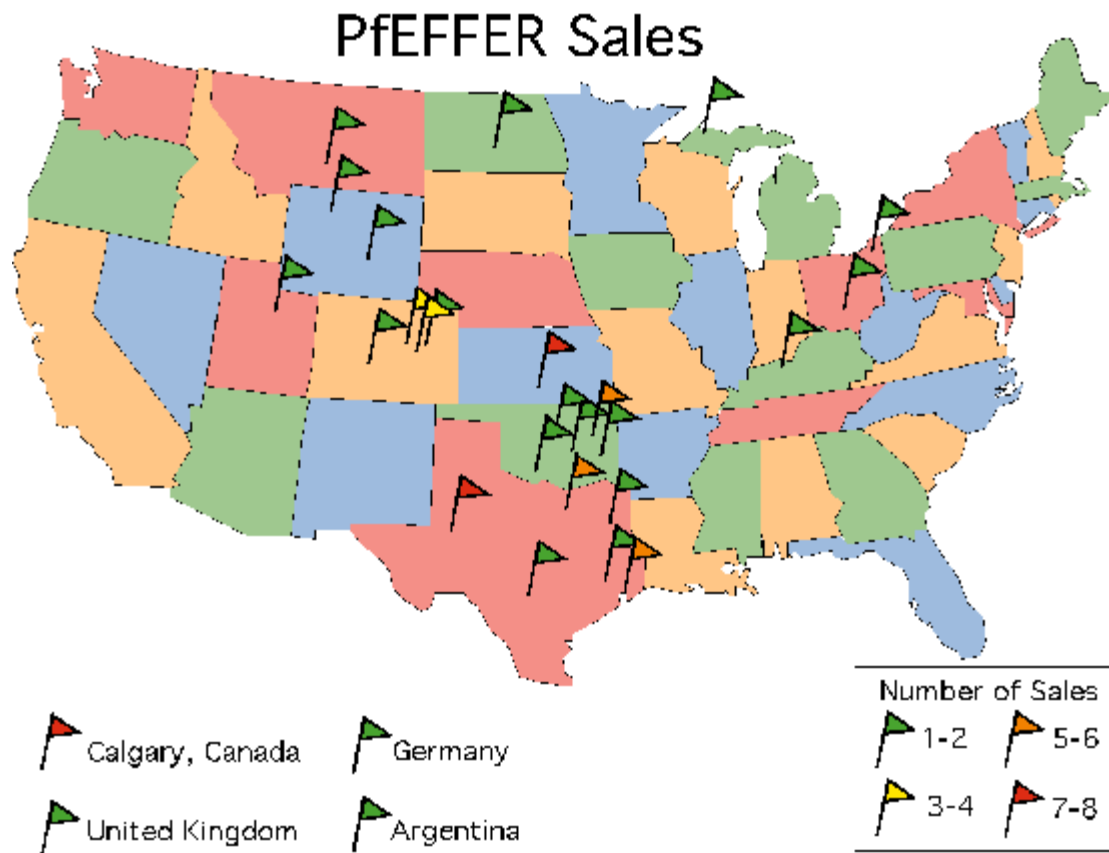 PfEFFER Sales
Calgary, Canada
Germany
United Kingdom
Argentina
Number of Sales
1-2
5-6
3-4
7-8